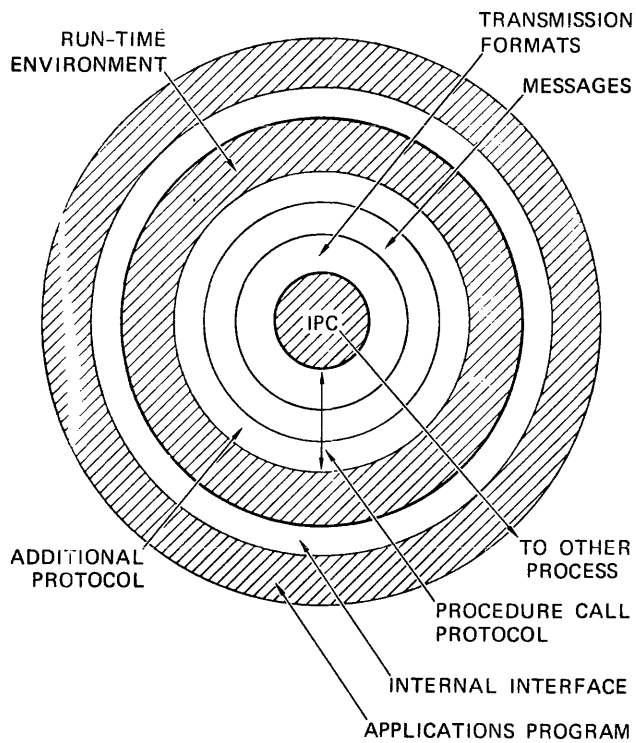 TRANSMISSION
FORMATS
RUN-TIME
ENVIRONMENT
MESSAGES
IPC
ADDITIONAL
PROTOCOL
TO OTHER
PROCESS
PROCEDURE CALL
PROTOCOL
INTERNAL INTERFACE
APPLICATIONS PROGRAM